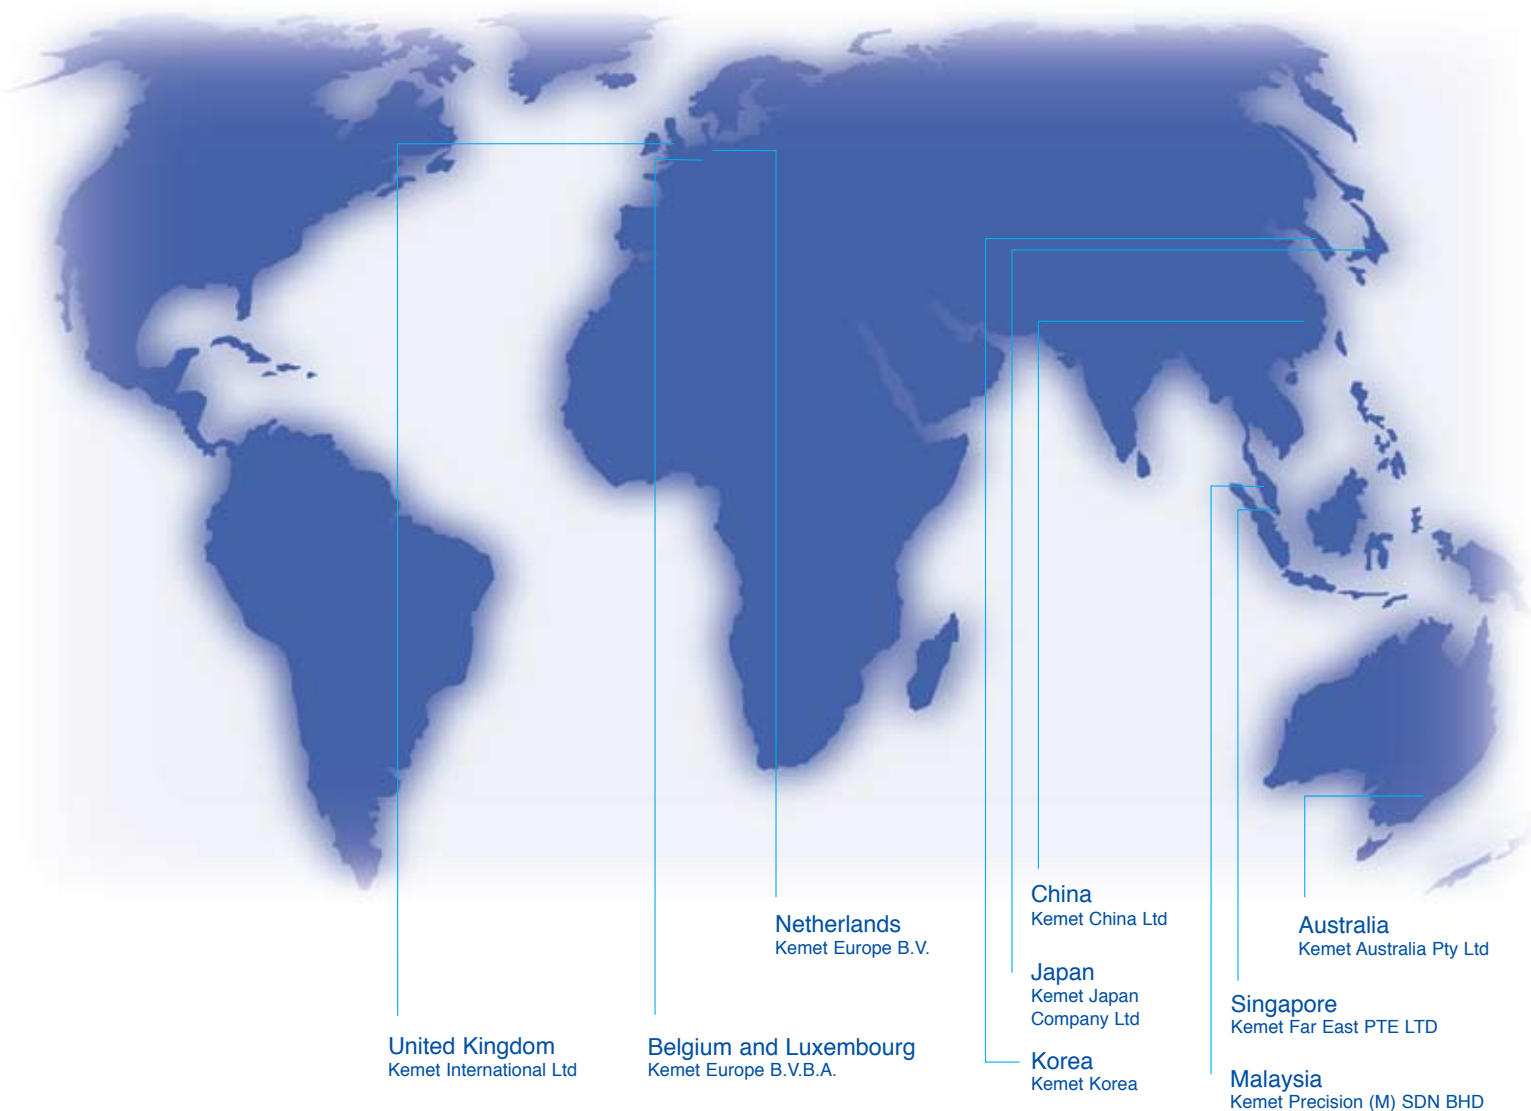 Netherlands
Kemet Europe B.V.
United Kingdom
Kemet International Ltd
Belgium and Luxembourg
Kemet Europe B.V.B.A.
China
Kemet China Ltd
Japan
Kemet Japan
Company Ltd
Korea
Kemet Korea
Australia
Kemet Australia Pty Ltd
Singapore
Kemet Far East PTE LTD
Malaysia
Kemet Precision (M) SDN BHD